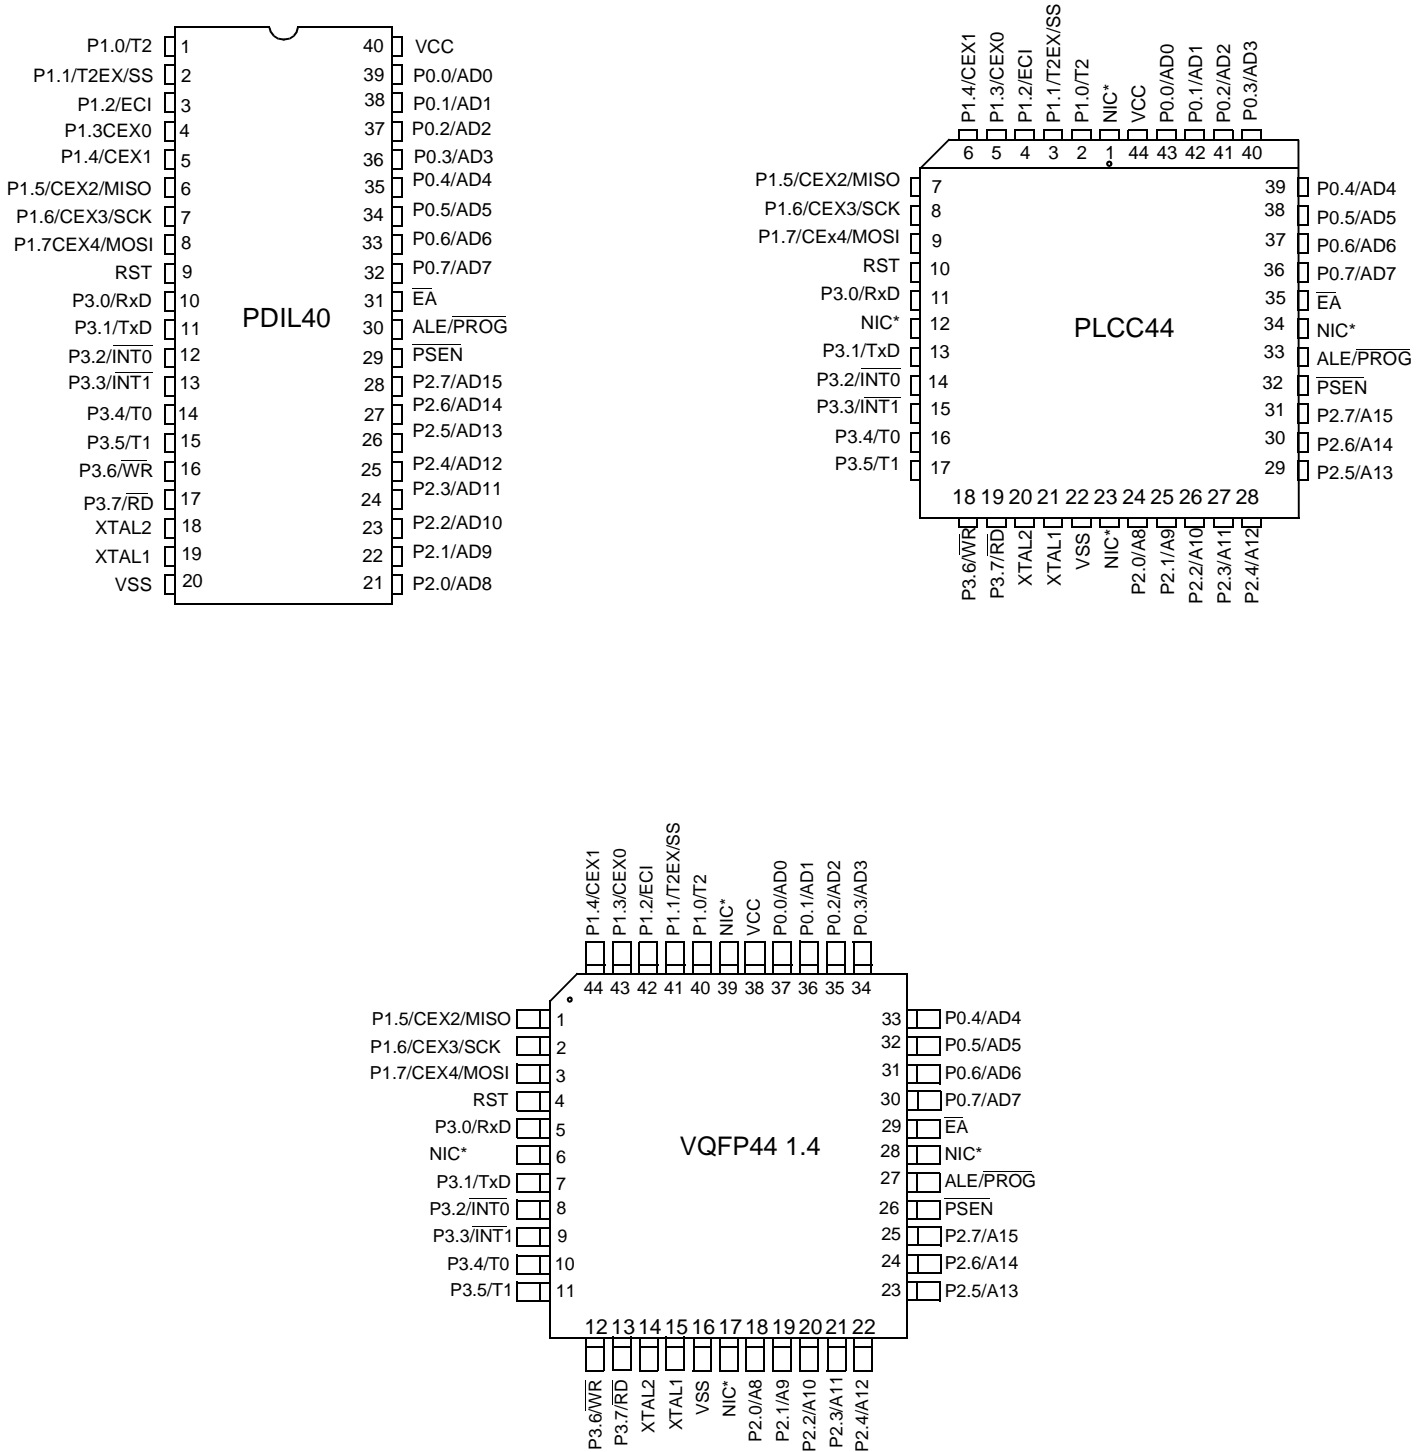 P1.0/T2 1 40 VCC
P1.1/T2EX/SS 2 39 P0.0/AD0
P1.2/ECI 3 38 P0.1/AD1
P1.3CEX0 4 37 P0.2/AD2
P1.4/CEX1 5 36 P0.3/AD3
P1.5/CEX2/MISO 6 35 P0.4/AD4
P1.6/CEX3/SCK 7 34 P0.5/AD5
P1.7CEX4/MOSI 8 33 P0.6/AD6
RST 9 32 P0.7/AD7
P3.0/RxD 10 31 EA
PDIL40
P3.1/TxD 11 30 ALE/PROG
P3.2/INT0 12 29 PSEN
P3.3/INT1 13 28 P2.7/AD15
P3.4/T0 14 27 P2.6/AD14
P3.5/T1 15 26 P2.5/AD13
P3.6/WR 16 25 P2.4/AD12
P3.7/RD 17 24 P2.3/AD11
XTAL2 18 23 P2.2/AD10
XTAL1 19 22 P2.1/AD9
VSS 20 21 P2.0/AD8
P1.4/CEX1 P1.3/CEX0 P1.2/ECI P1.1/T2EX/SS P1.0/T2 NIC* VCC P0.0/AD0 P0.1/AD1 P0.2/AD2 P0.3/AD3
6 5 4 3 2 1 44 43 42 41 40
P1.5/CEX2/MISO 7 39 P0.4/AD4
P1.6/CEX3/SCK 8 38 P0.5/AD5
P1.7/CEx4/MOSI 9 37 P0.6/AD6
RST 10 36 P0.7/AD7
P3.0/RxD 11 35 EA
NIC* 12 34 NIC*
PLCC44
P3.1/TxD 13 33 ALE/PROG
P3.2/INT0 14 32 PSEN
P3.3/INT1 15 31 P2.7/A15
P3.4/T0 16 30 P2.6/A14
P3.5/T1 17 29 P2.5/A13
18 19 20 21 22 23 24 25 26 27 28
P3.6/WR P3.7/RD XTAL2 XTAL1 VSS NIC* P2.0/A8 P2.1/A9 P2.2/A10 P2.3/A11 P2.4/A12
P1.4/CEX1 P1.3/CEX0 P1.2/ECI P1.1/T2EX/SS P1.0/T2 NIC* VCC P0.0/AD0 P0.1/AD1 P0.2/AD2 P0.3/AD3
44 43 42 41 40 39 38 37 36 35 34
P1.5/CEX2/MISO 1 33 P0.4/AD4
P1.6/CEX3/SCK 2 32 P0.5/AD5
P1.7/CEX4/MOSI 3 31 P0.6/AD6
RST 4 30 P0.7/AD7
P3.0/RxD 5 29 EA
VQFP44 1.4
NIC* 6 28 NIC*
P3.1/TxD 7 27 ALE/PROG
P3.2/INT0 8 26 PSEN
P3.3/INT1 9 25 P2.7/A15
P3.4/T0 10 24 P2.6/A14
P3.5/T1 11 23 P2.5/A13
12 13 14 15 16 17 18 19 20 21 22
P3.6/WR P3.7/RD XTAL2 XTAL1 VSS NIC* P2.0/A8 P2.1/A9 P2.2/A10 P2.3/A11 P2.4/A12